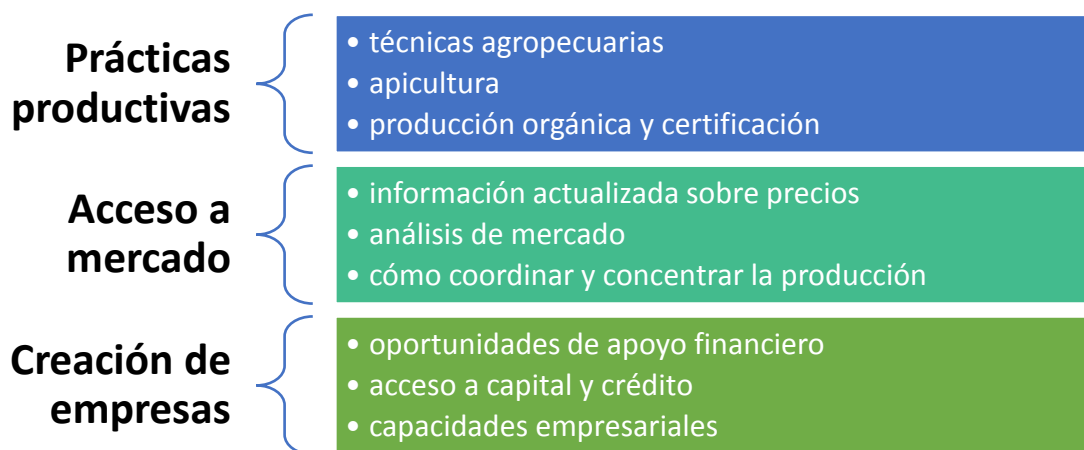 Prácticas
productivas
• técnicas agropecuarias
• apicultura
• producción orgánica y certificación
Acceso a
mercado
• información actualizada sobre precios
• análisis de mercado
• cómo coordinar y concentrar la producción
Creación de
empresas
• oportunidades de apoyo financiero
• acceso a capital y crédito
• capacidades empresariales